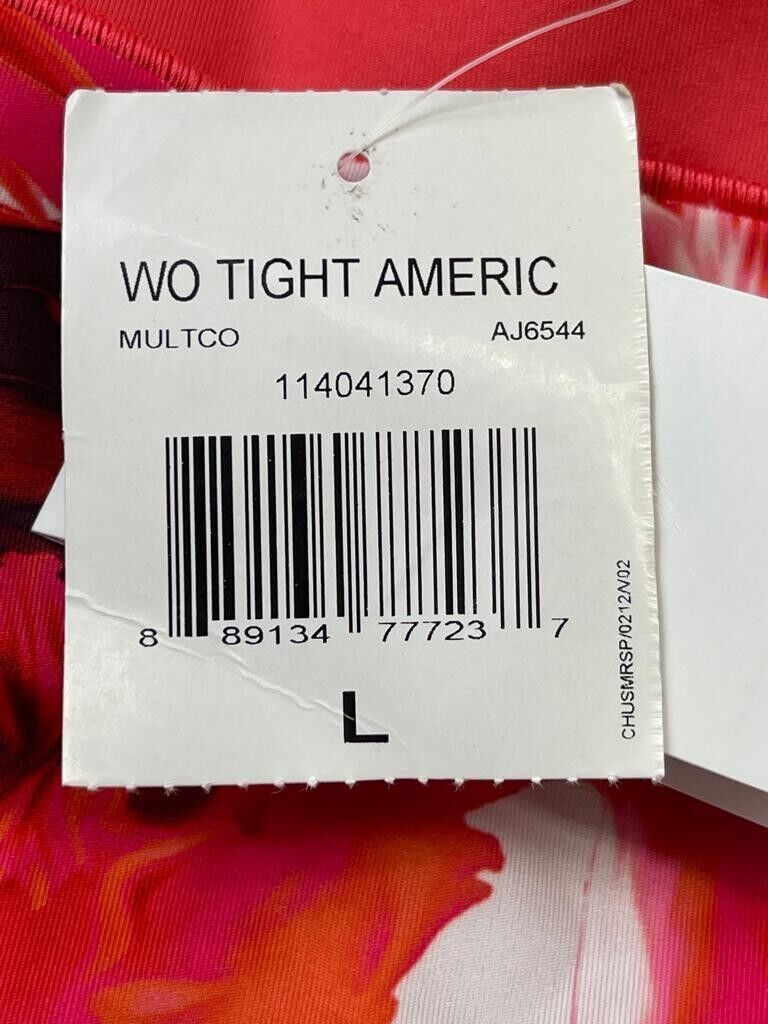 WO TIGHT AMERIC
MULTCO AJ6544
114041370
8 89134 77723 7
L
CHUSMRSP/0212/V02